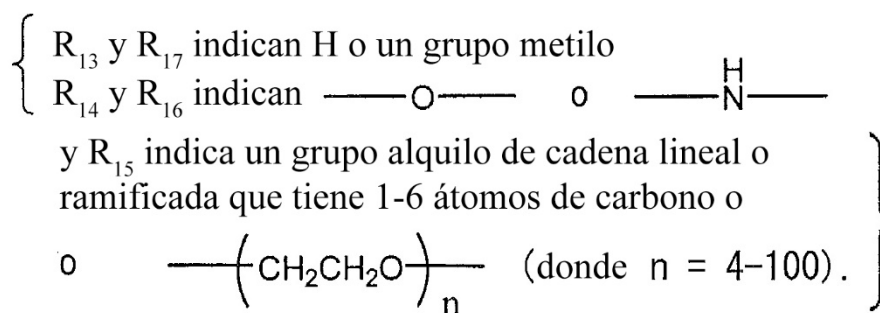 R₁₃ y R₁₇ indican H o un grupo metilo
R₁₄ y R₁₆ indican —O— o —NH—
y R₁₅ indica un grupo alquilo de cadena lineal o
ramificada que tiene 1-6 átomos de carbono o
o —(CH₂CH₂O)—n (donde n = 4-100).